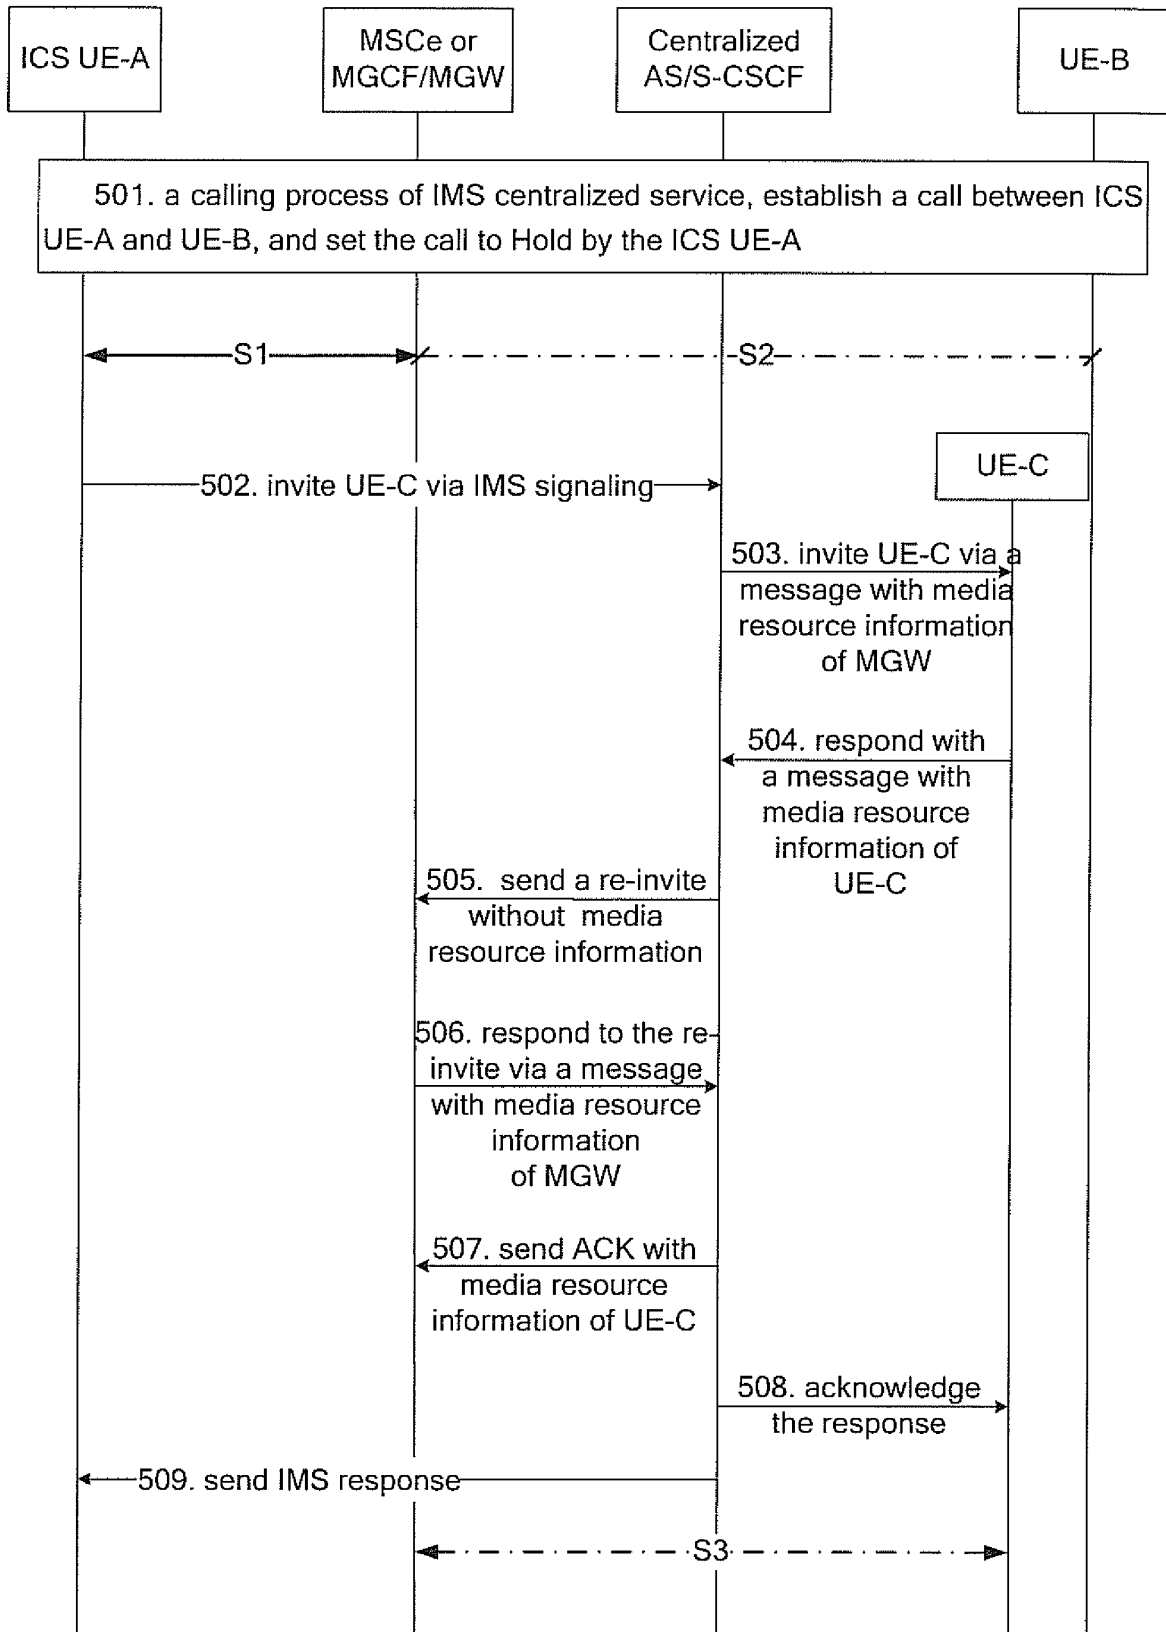 ICS UE-A
MSCe or
MGCF/MGW
Centralized
AS/S-CSCF
UE-B
501. a calling process of IMS centralized service, establish a call between ICS
UE-A and UE-B, and set the call to Hold by the ICS UE-A
S1
S2
UE-C
502. invite UE-C via IMS signaling
503. invite UE-C via a
message with media
resource information
of MGW
504. respond with
a message with
media resource
information of
UE-C
505. send a re-invite
without media
resource information
506. respond to the re-
invite via a message
with media resource
information
of MGW
507. send ACK with
media resource
information of UE-C
508. acknowledge
the response
509. send IMS response
S3